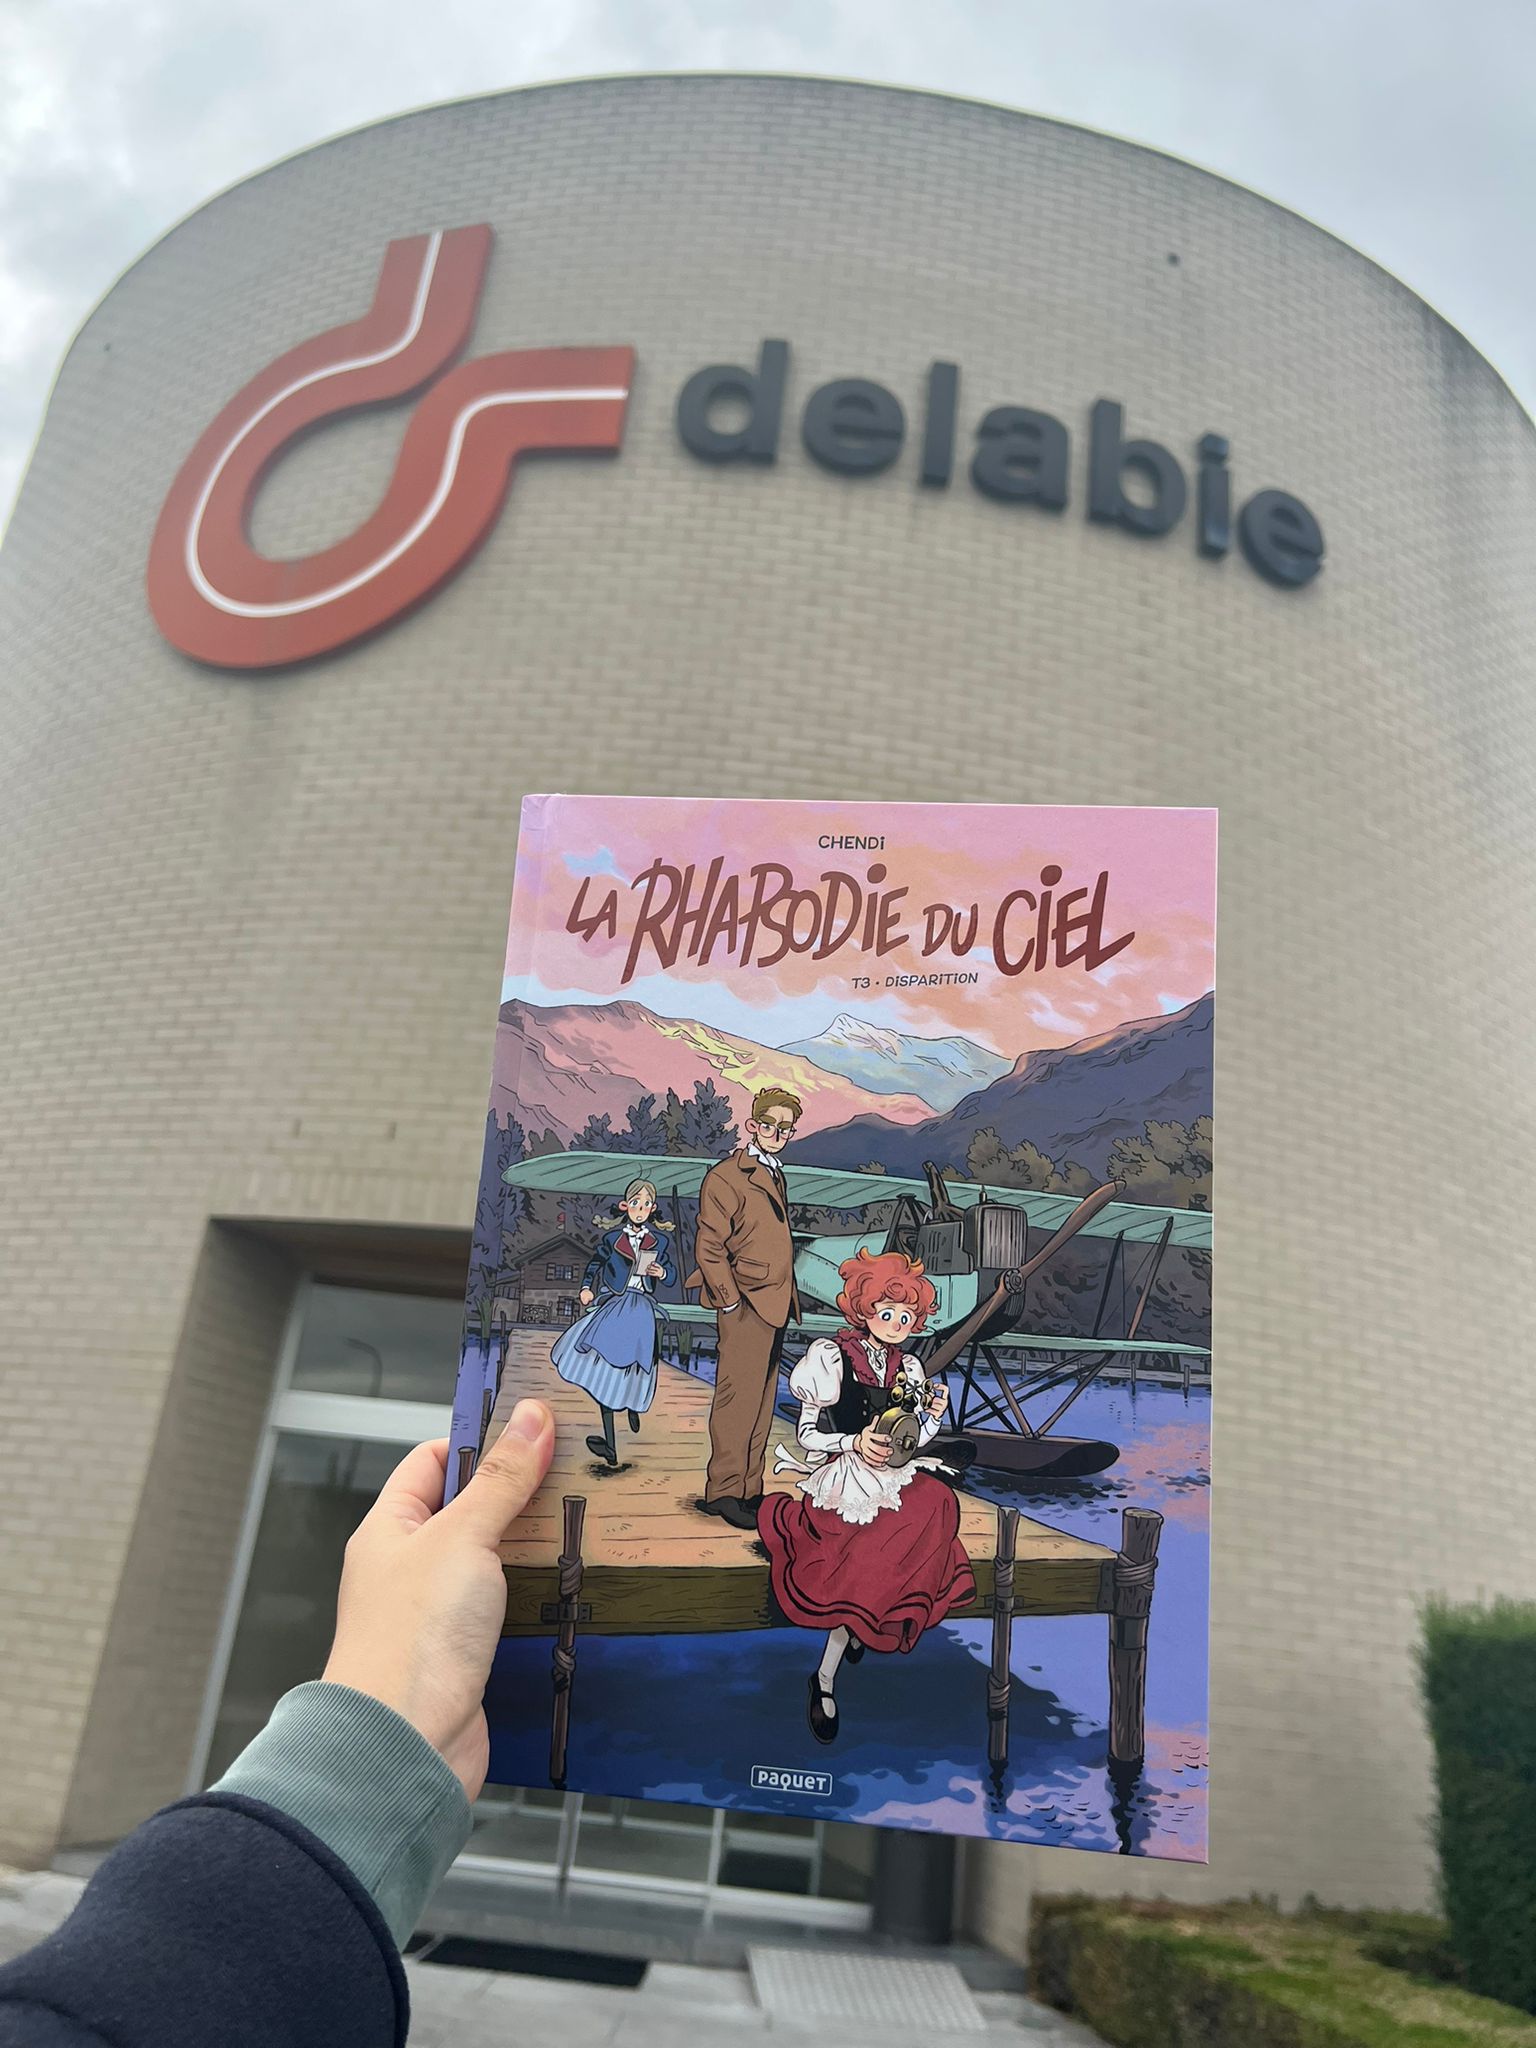 delabie
CHENDi
LA RHAPSODiE DU CiEL
T3 · DiSPARiTiON
PAQUET